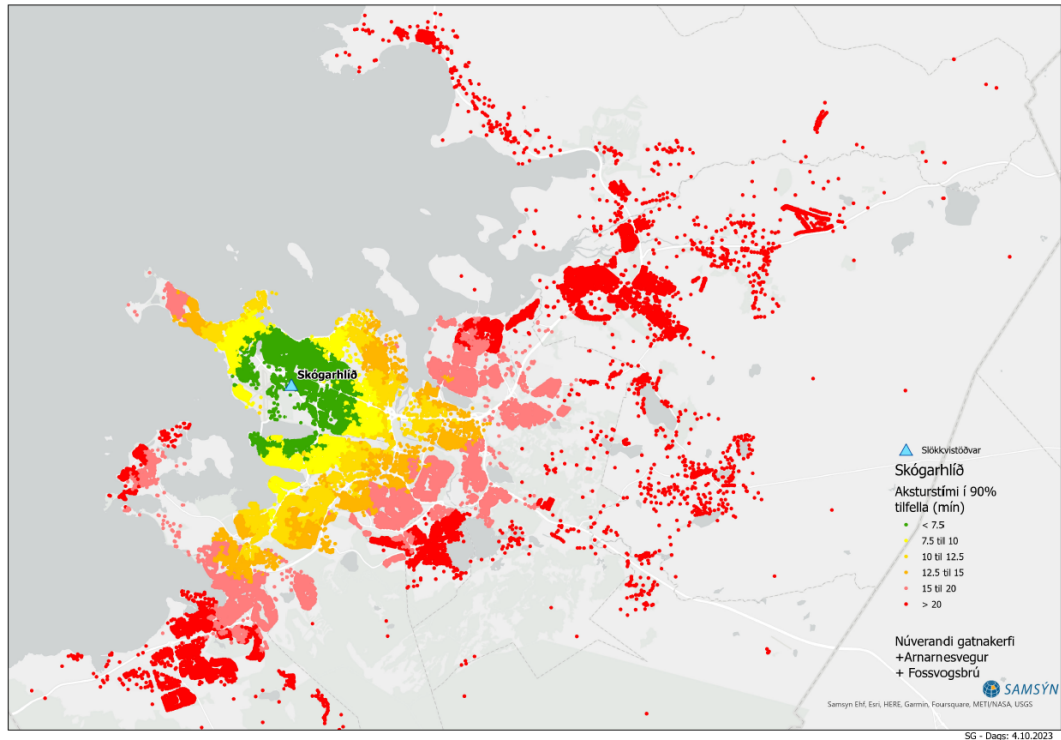 Skógarhlíð
Slökkvistöðvar
Skógarhlíð
Aksturstími í 90%
tilfella (mín)
< 7.5
7.5 til 10
10 til 12.5
12.5 til 15
15 til 20
> 20
Núverandi gatnakerfi
+Arnarnesvegur
+ Fossvogsbrú
SAMSÝN
Samsyn Ehf, Esri, HERE, Garmin, Foursquare, METI/NASA, USGS
SG - Dags: 4.10.2023